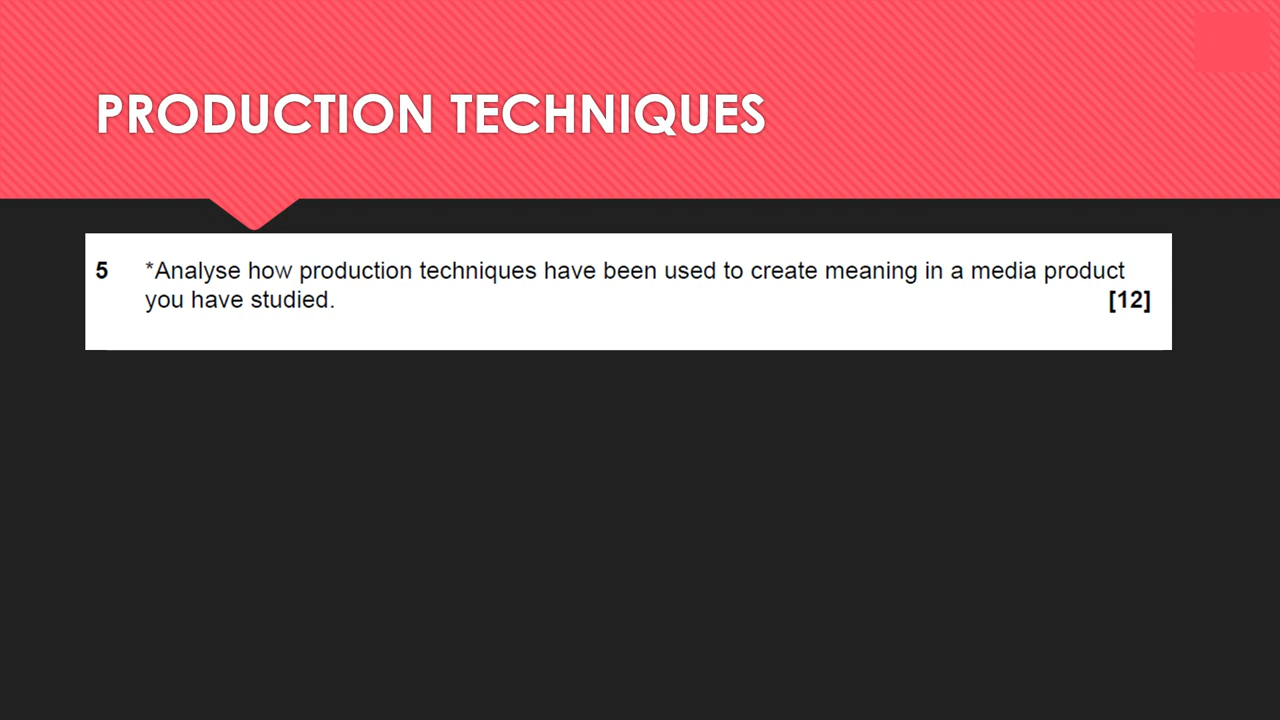 PRODUCTION TECHNIQUES
5 *Analyse how production techniques have been used to create meaning in a media product
you have studied. [12]